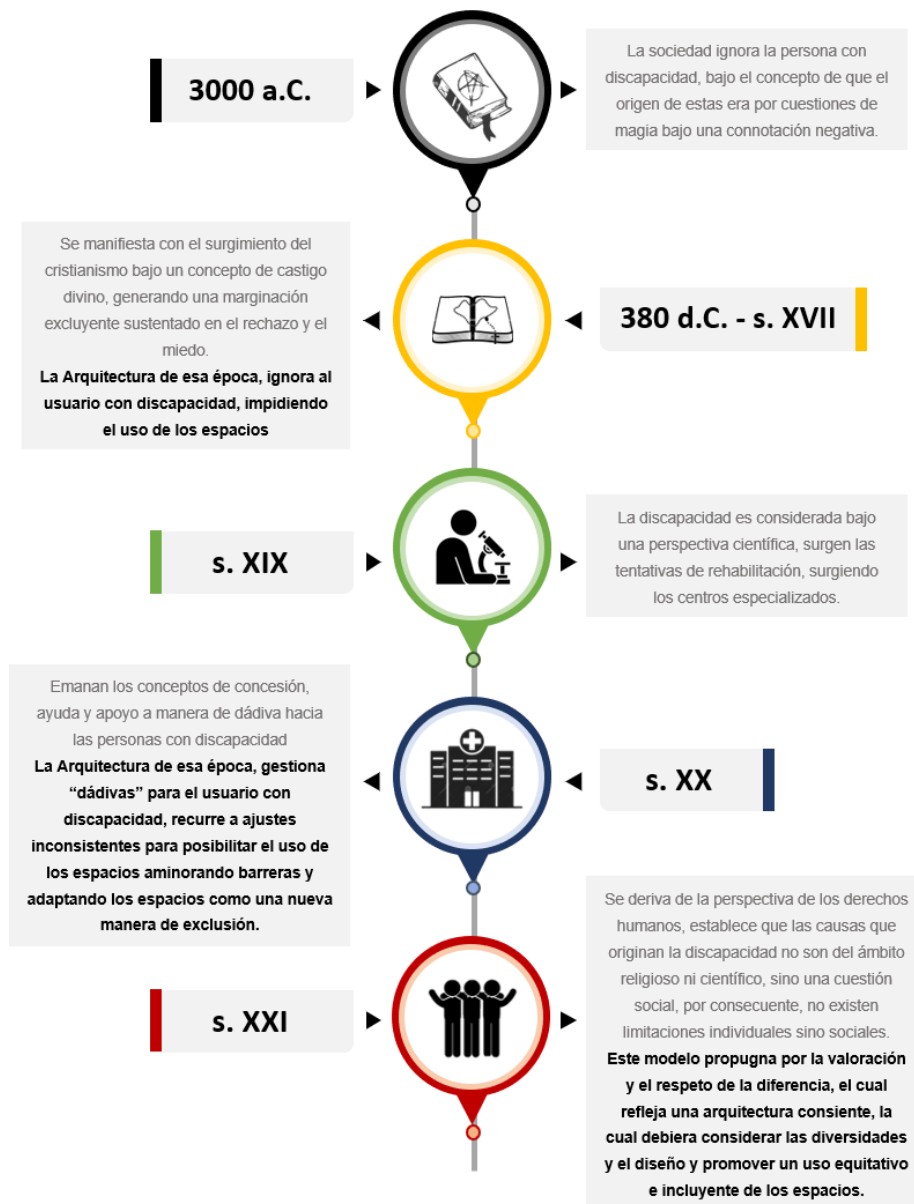 3000 a.C.
La sociedad ignora la persona con
discapacidad, bajo el concepto de que el
origen de estas era por cuestiones de
magia bajo una connotación negativa.
Se manifiesta con el surgimiento del
cristianismo bajo un concepto de castigo
divino, generando una marginación
excluyente sustentado en el rechazo y el
miedo.
La Arquitectura de esa época, ignora al
usuario con discapacidad, impidiendo
el uso de los espacios
380 d.C. - s. XVII
s. XIX
La discapacidad es considerada bajo
una perspectiva científica, surgen las
tentativas de rehabilitación, surgiendo
los centros especializados.
Emanan los conceptos de concesión,
ayuda y apoyo a manera de dádiva hacia
las personas con discapacidad
La Arquitectura de esa época, gestiona
“dádivas” para el usuario con
discapacidad, recurre a ajustes
inconsistentes para posibilitar el uso de
los espacios aminorando barreras y
adaptando los espacios como una nueva
manera de exclusión.
s. XX
s. XXI
Se deriva de la perspectiva de los derechos
humanos, establece que las causas que
originan la discapacidad no son del ámbito
religioso ni científico, sino una cuestión
social, por consecuente, no existen
limitaciones individuales sino sociales.
Este modelo propugna por la valoración
y el respeto de la diferencia, el cual
refleja una arquitectura consiente, la
cual debiera considerar las diversidades
y el diseño y promover un uso equitativo
e incluyente de los espacios.